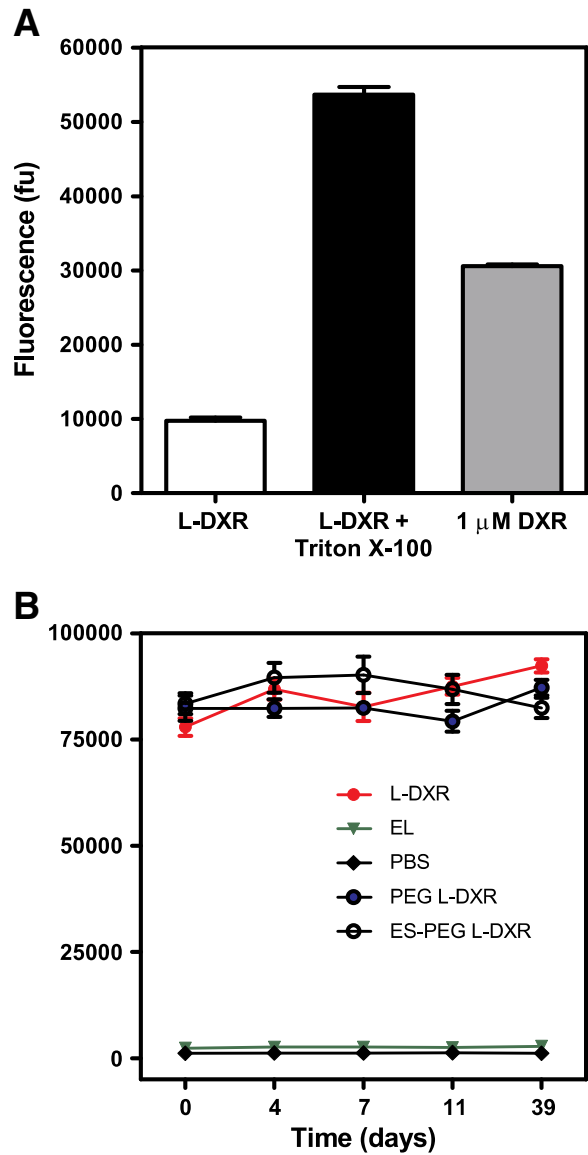 A
Fluorescence (fu)
60000
50000
40000
30000
20000
10000
0
L-DXR
L-DXR +
Triton X-100
1 μM DXR
B
100000
75000
50000
25000
0
L-DXR
EL
PBS
PEG L-DXR
ES-PEG L-DXR
0
4
7
11
39
Time (days)